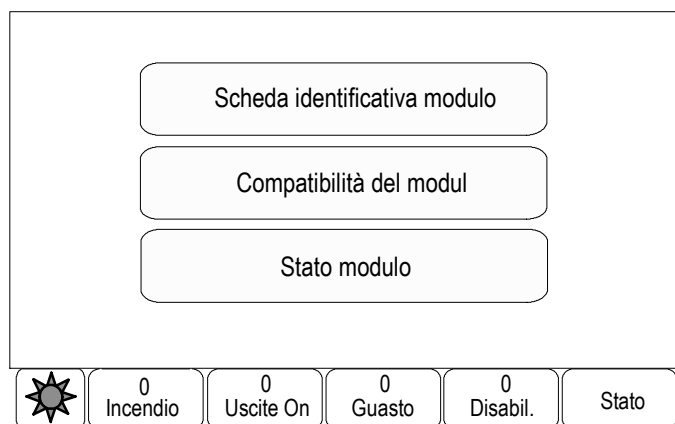 Scheda identificativa modulo
Compatibilità del modul
Stato modulo
0 0 0 0
Incendio Uscite On Guasto Disabil. Stato